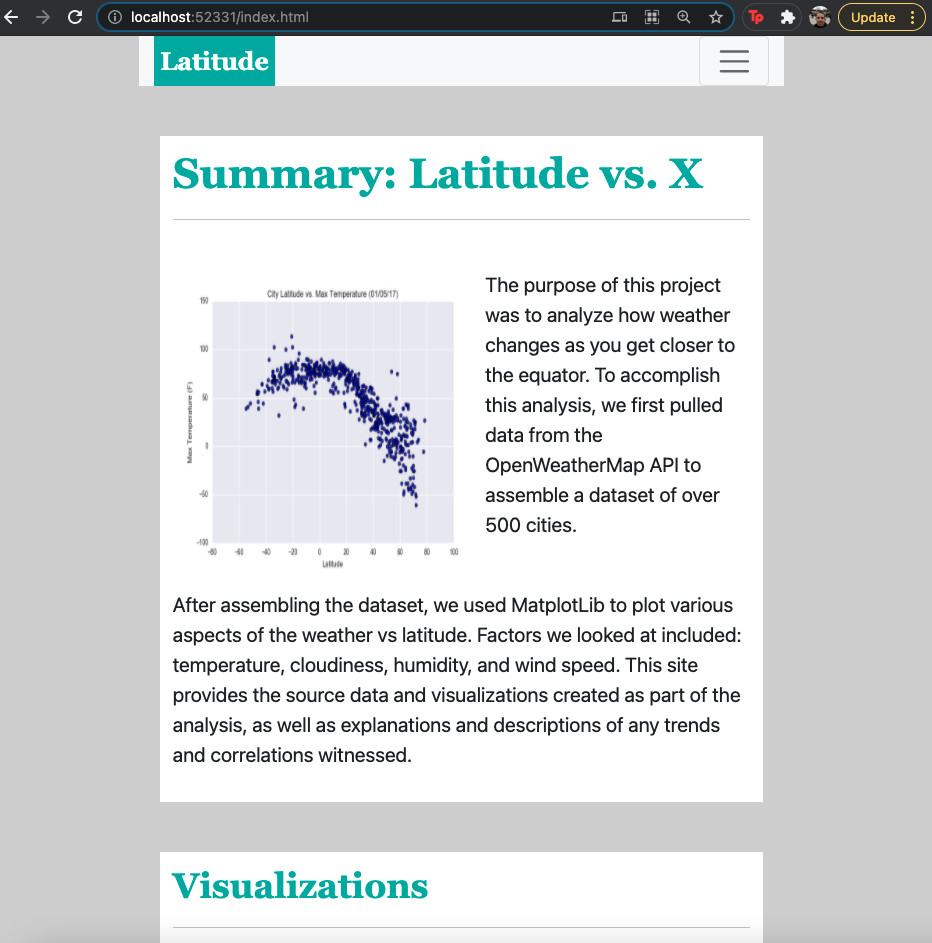 localhost:52331/index.html
Tp
Update
Latitude
Summary: Latitude vs. X
City Latitude vs. Max Temperature (01/05/17)
150
100
50
0
-50
-100
Max Temperature (F)
-80 -60 -40 -20 0 20 40 60 80 100
Latitude
The purpose of this project
was to analyze how weather
changes as you get closer to
the equator. To accomplish
this analysis, we first pulled
data from the
OpenWeatherMap API to
assemble a dataset of over
500 cities.
After assembling the dataset, we used MatplotLib to plot various
aspects of the weather vs latitude. Factors we looked at included:
temperature, cloudiness, humidity, and wind speed. This site
provides the source data and visualizations created as part of the
analysis, as well as explanations and descriptions of any trends
and correlations witnessed.
Visualizations